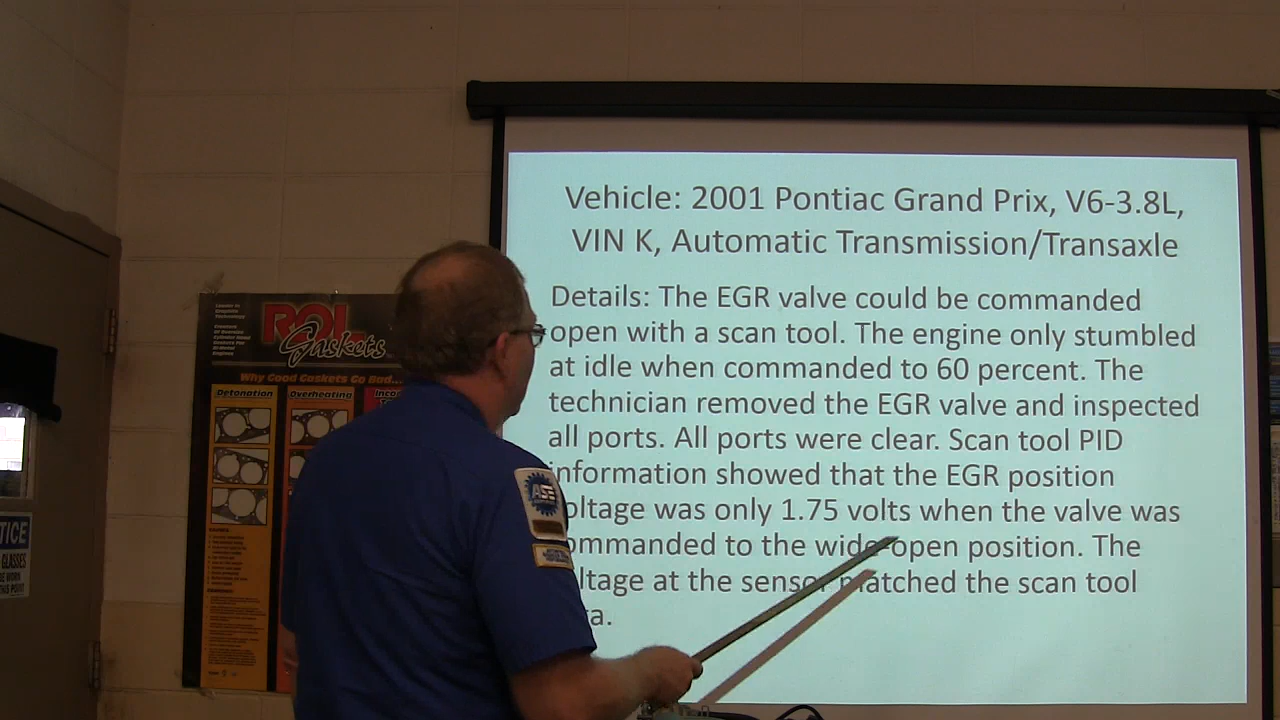 Vehicle: 2001 Pontiac Grand Prix, V6-3.8L,
VIN K, Automatic Transmission/Transaxle
Details: The EGR valve could be commanded
open with a scan tool. The engine only stumbled
at idle when commanded to 60 percent. The
technician removed the EGR valve and inspected
all ports. All ports were clear. Scan tool PID
information showed that the EGR position
oltage was only 1.75 volts when the valve was
ommanded to the wide-open position. The
ltage at the sensor matched the scan tool
a.
ROL
Gaskets
Why Good Gaskets Go Bad...
Detonation
Overheating
ASE
TICE
GLASSES